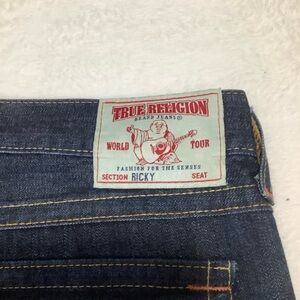 TRUE RELIGION
BRAND JEANS®
WORLD TOUR
FASHION FOR THE SENSES
SECTION RICKY SEAT